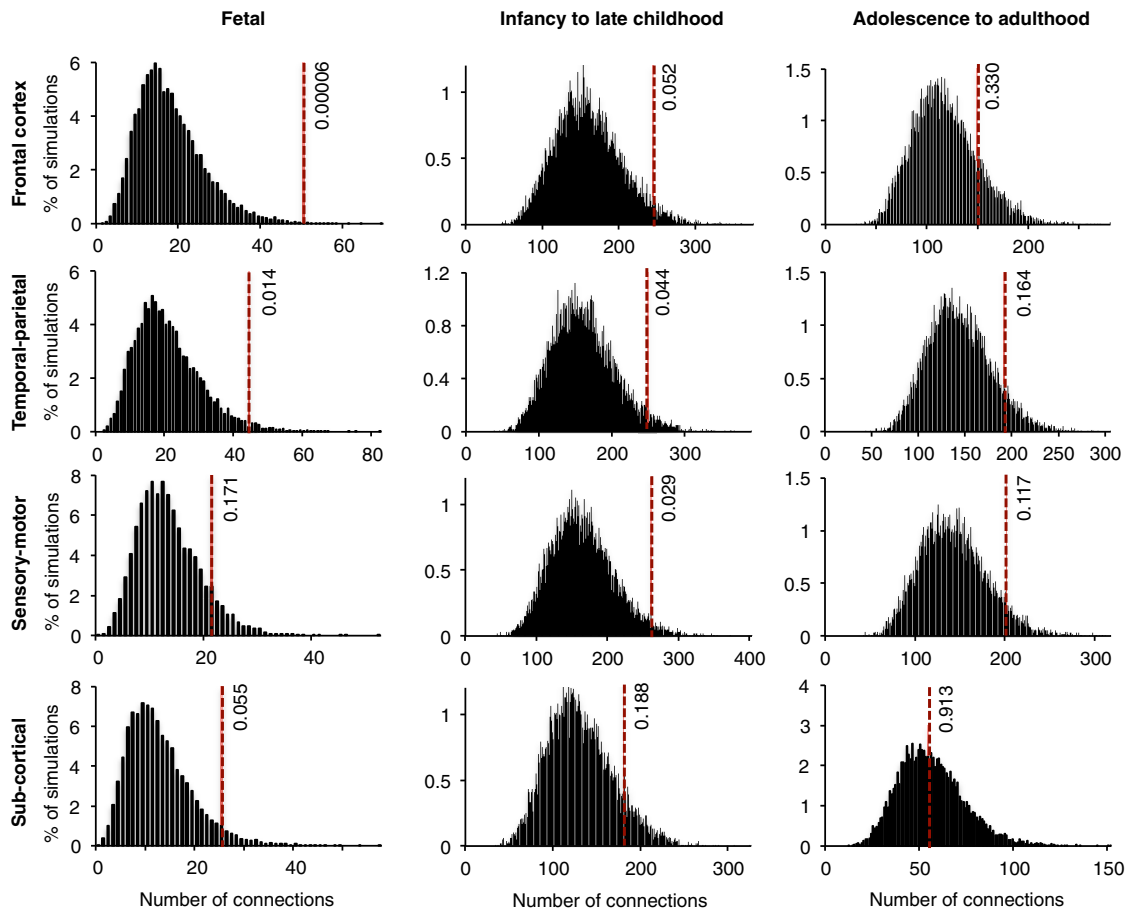 Fetal
Infancy to late childhood
Adolescence to adulthood
Frontal cortex
% of simulations
6
4
2
0
0 20 40 60
0.00006
1
0.5
0
0 100 200 300
0.052
1.5
1
0.5
0
0 100 200
0.330
Temporal-parietal
% of simulations
6
4
2
0
0 20 40 60 80
0.014
1.2
0.8
0.4
0
0 100 200 300
0.044
1.5
1
0.5
0
0 50 100 150 200 250 300
0.164
Sensory-motor
% of simulations
8
6
4
2
0
0 20 40
0.171
1
0.5
0
0 100 200 300 400
0.029
1.5
1
0.5
0
0 100 200 300
0.117
Sub-cortical
% of simulations
8
6
4
2
0
0 20 40
0.055
1
0.5
0
0 100 200 300
0.188
4
3
2
1
0
0 50 100 150
0.913
Number of connections
Number of connections
Number of connections